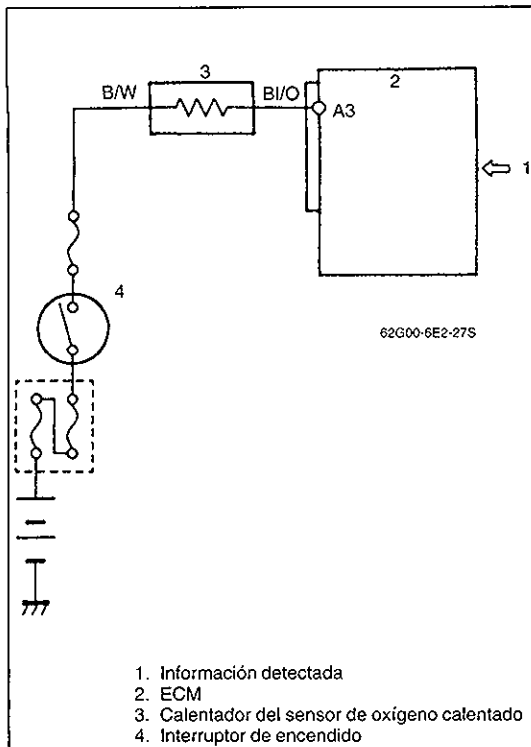 3
2
B/W
Bl/O
A3
1
4
62G00-6E2-27S
1. Información detectada
2. ECM
3. Calentador del sensor de oxígeno calentado
4. Interruptor de encendido